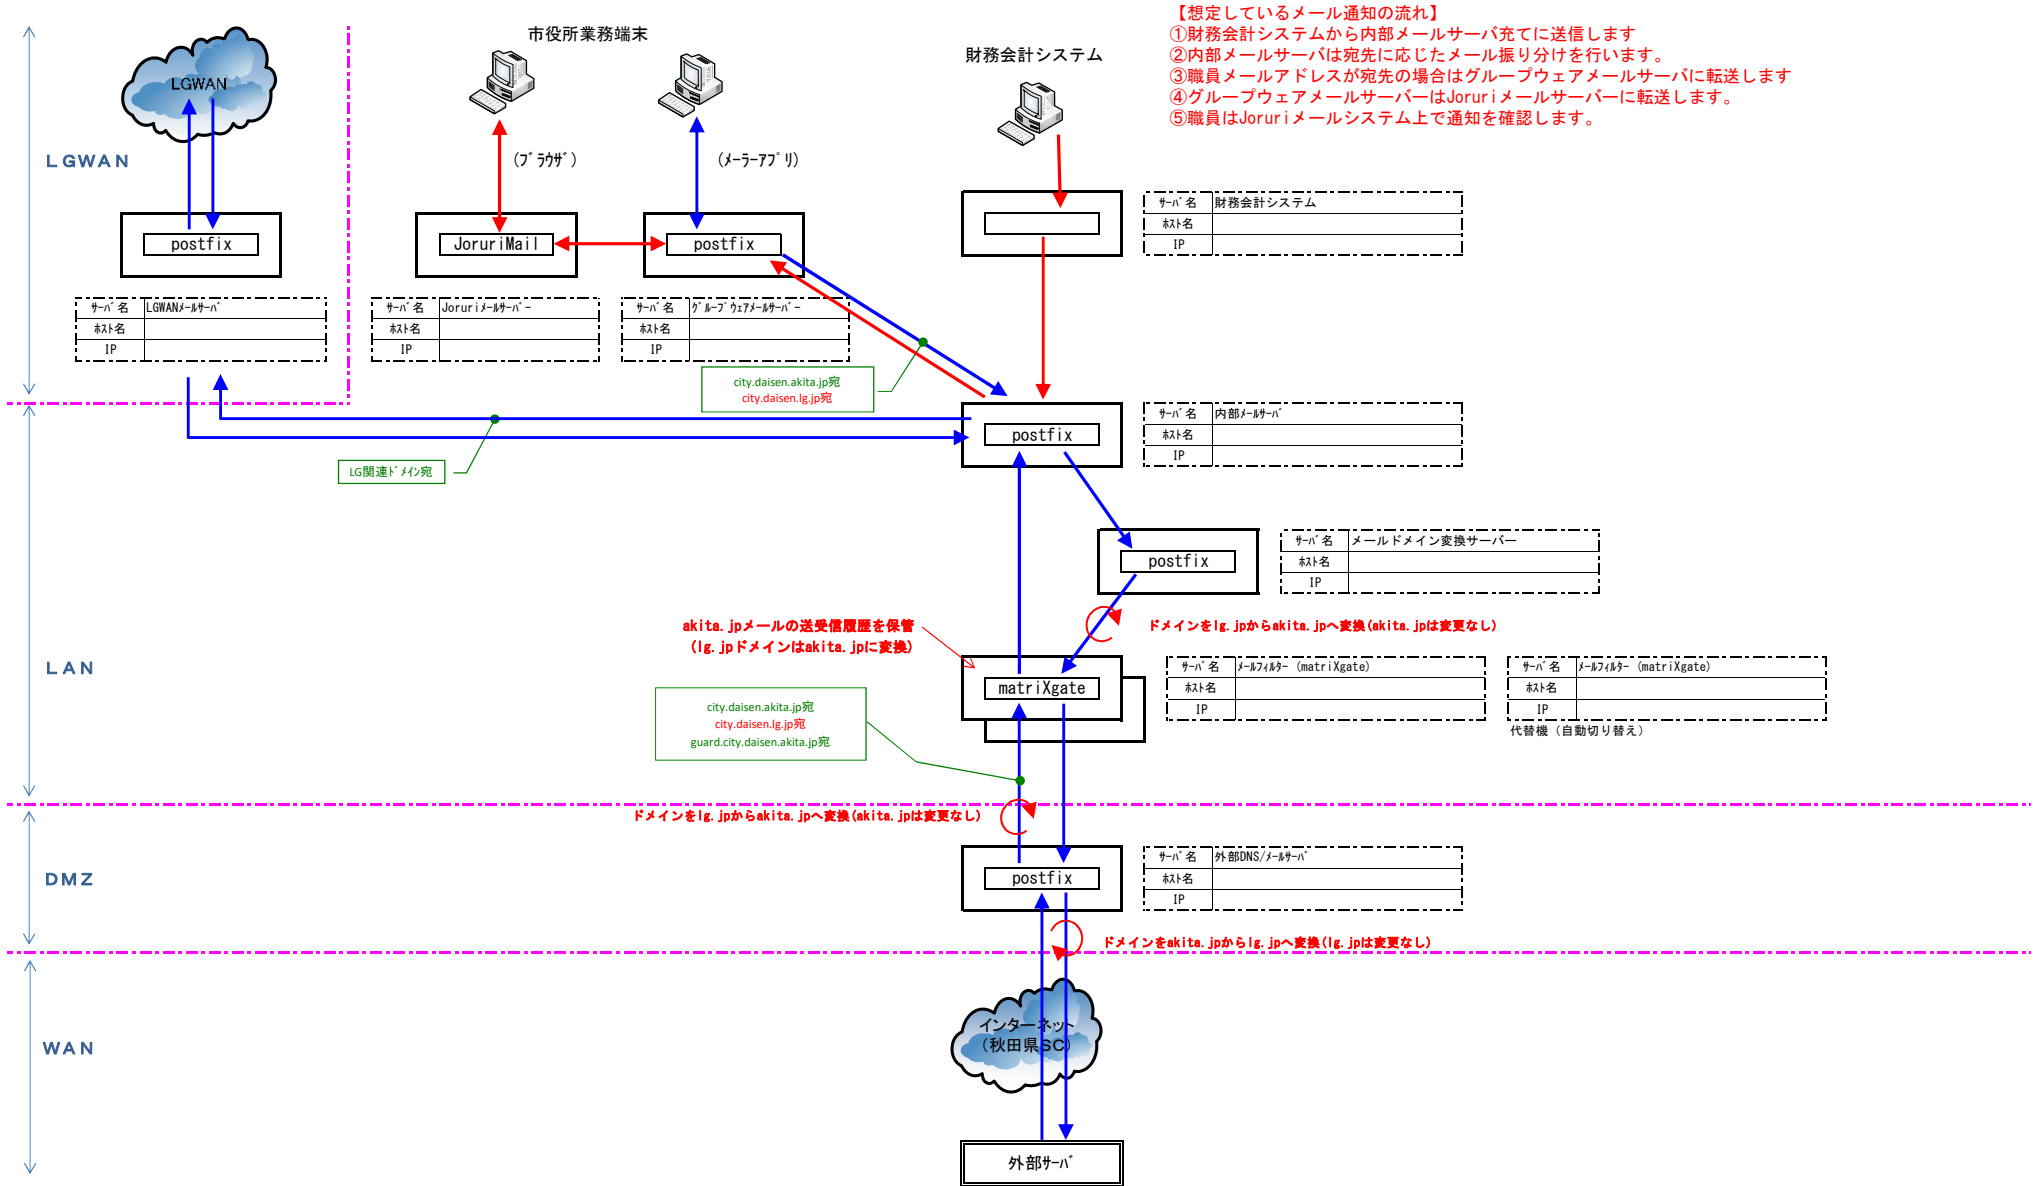 【想定しているメール通知の流れ】
①財務会計システムから内部メールサーバ充てに送信します
②内部メールサーバは宛先に応じたメール振り分けを行います。
③職員メールアドレスが宛先の場合はグループウェアメールサーバに転送します
④グループウェアメールサーバーはJoruriメールサーバーに転送します。
⑤職員はJoruriメールシステム上で通知を確認します。
市役所業務端末
財務会計システム
LGWAN
LGWAN
(ﾌﾞﾗｳｻﾞ)
(ﾒｰﾗｰｱﾌﾟﾘ)
postfix
JoruriMail
postfix
ｻｰﾊﾞ名 財務会計システム
ﾎｽﾄ名
IP
ｻｰﾊﾞ名 LGWANﾒｰﾙｻｰﾊﾞ
ﾎｽﾄ名
IP
ｻｰﾊﾞ名 Joruriﾒｰﾙｻｰﾊﾞｰ
ﾎｽﾄ名
IP
ｻｰﾊﾞ名 ｸﾞﾙｰﾌﾟｳｪｱﾒｰﾙｻｰﾊﾞｰ
ﾎｽﾄ名
IP
city.daisen.akita.jp宛
city.daisen.lg.jp宛
postfix
ｻｰﾊﾞ名 内部ﾒｰﾙｻｰﾊﾞ
ﾎｽﾄ名
IP
LG関連ﾄﾞﾒｲﾝ宛
postfix
ｻｰﾊﾞ名 メールドメイン変換サーバー
ﾎｽﾄ名
IP
LAN
akita.jpメールの送受信履歴を保管
(lg.jpドメインはakita.jpに変換)
ドメインをlg.jpからakita.jpへ変換(akita.jpは変更なし)
matriXgate
ｻｰﾊﾞ名 ﾒｰﾙﾌｨﾙﾀｰ (matriXgate)
ﾎｽﾄ名
IP
ｻｰﾊﾞ名 ﾒｰﾙﾌｨﾙﾀｰ (matriXgate)
ﾎｽﾄ名
IP
代替機（自動切り替え）
city.daisen.akita.jp宛
city.daisen.lg.jp宛
guard.city.daisen.akita.jp宛
ドメインをlg.jpからakita.jpへ変換(akita.jpは変更なし)
DMZ
postfix
ｻｰﾊﾞ名 外部DNS/ﾒｰﾙｻｰﾊﾞ
ﾎｽﾄ名
IP
ドメインをakita.jpからlg.jpへ変換(lg.jpは変更なし)
WAN
インターネット
（秋田県SC）
外部ｻｰﾊﾞ